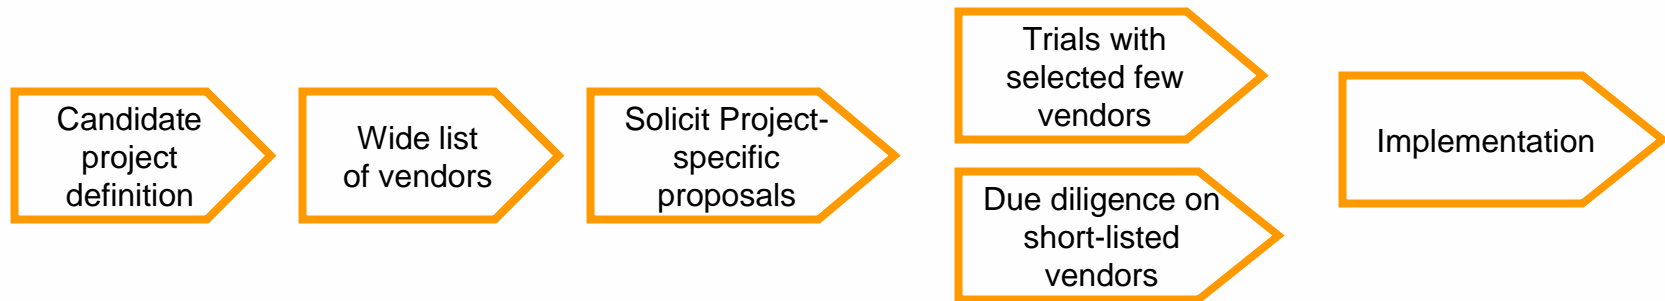 Candidate
project
definition
Wide list
of vendors
Solicit Project-
specific
proposals
Trials with
selected few
vendors
Due diligence on
short-listed
vendors
Implementation